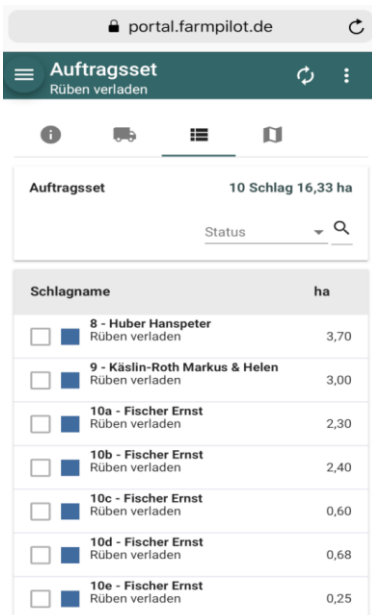 portal.farmpilot.de
Auftragsset
Rüben verladen
Auftragsset 10 Schlag 16,33 ha
Status
Schlagname ha
8 - Huber Hanspeter
Rüben verladen 3,70
9 - Käslin-Roth Markus & Helen
Rüben verladen 3,00
10a - Fischer Ernst
Rüben verladen 2,30
10b - Fischer Ernst
Rüben verladen 2,40
10c - Fischer Ernst
Rüben verladen 0,60
10d - Fischer Ernst
Rüben verladen 0,68
10e - Fischer Ernst
Rüben verladen 0,25